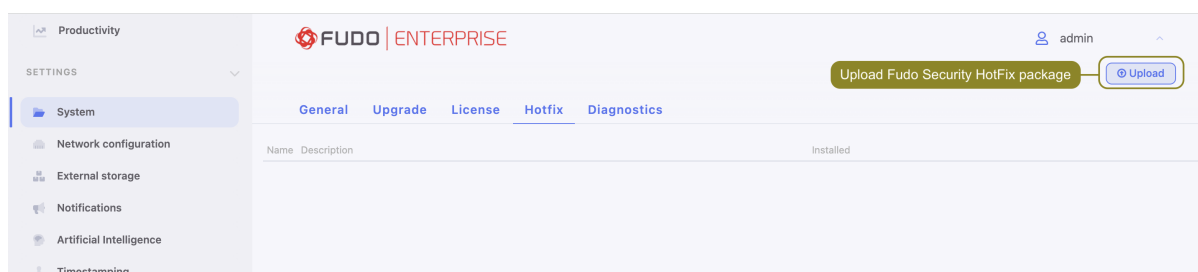 Productivity
FUDO ENTERPRISE
admin
SETTINGS
Upload Fudo Security HotFix package
Upload
System
General Upgrade License Hotfix Diagnostics
Network configuration
Name Description Installed
External storage
Notifications
Artificial Intelligence
Timestamping